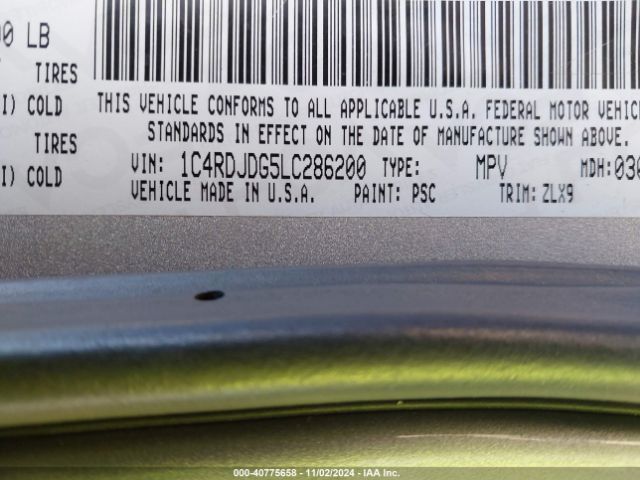 00 LB
TIRES
I) COLD
THIS VEHICLE CONFORMS TO ALL APPLICABLE U.S.A. FEDERAL MOTOR VEHIC
STANDARDS IN EFFECT ON THE DATE OF MANUFACTURE SHOWN ABOVE.
TIRES
VIN: 1C4RDJDG5LC286200 TYPE: MPV MDH: 030
I) COLD
VEHICLE MADE IN U.S.A. PAINT: PSC TRIM: ZLX9
000-40775658 - 11/02/2024 - IAA Inc.